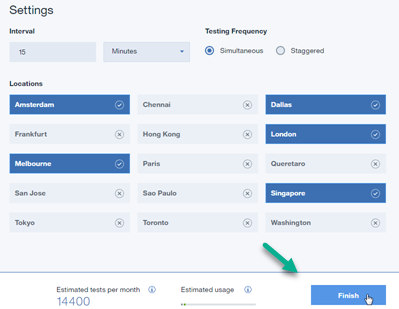 Settings
Interval
Testing Frequency
15
Minutes
Simultaneous
Staggered
Locations
Amsterdam
Chennai
Dallas
Frankfurt
Hong Kong
London
Melbourne
Paris
Queretaro
San Jose
Sao Paulo
Singapore
Tokyo
Toronto
Washington
Estimated tests per month
14400
Estimated usage
Finish